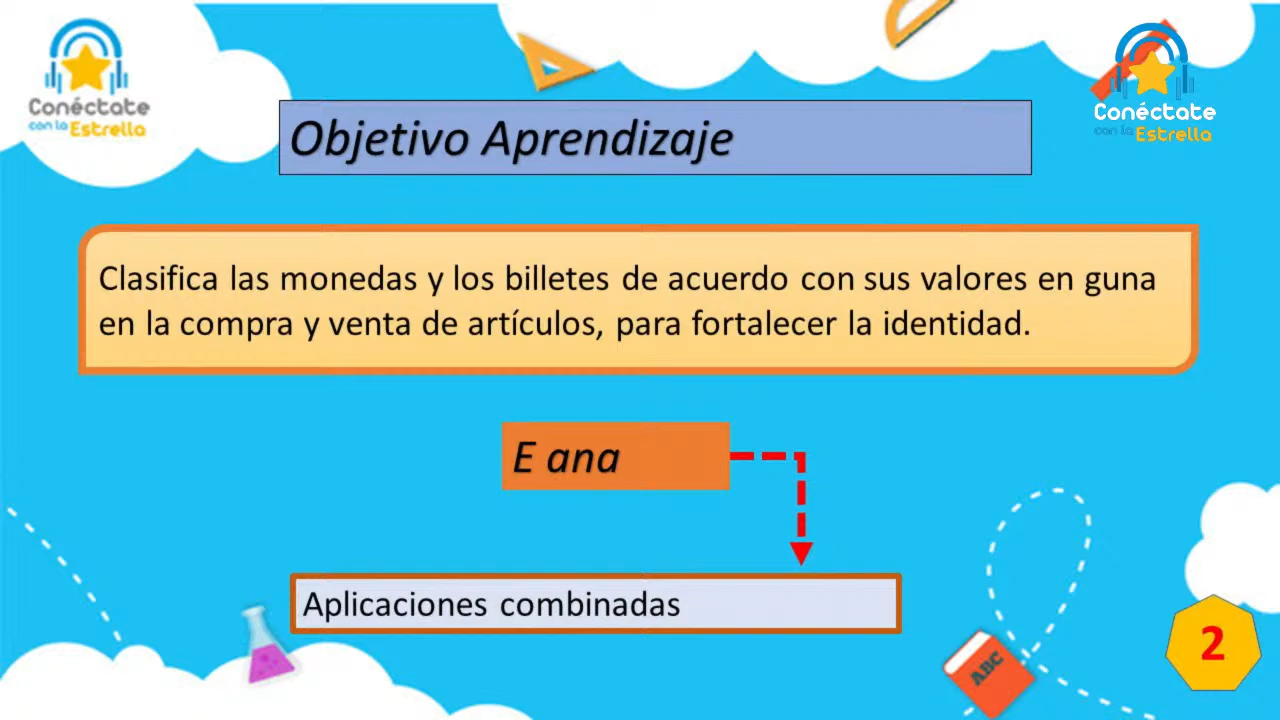 Conéctate
con la Estrella
Conéctate
con la Estrella
Objetivo Aprendizaje
Clasifica las monedas y los billetes de acuerdo con sus valores en guna
en la compra y venta de artículos, para fortalecer la identidad.
E ana
Aplicaciones combinadas
ABC
2